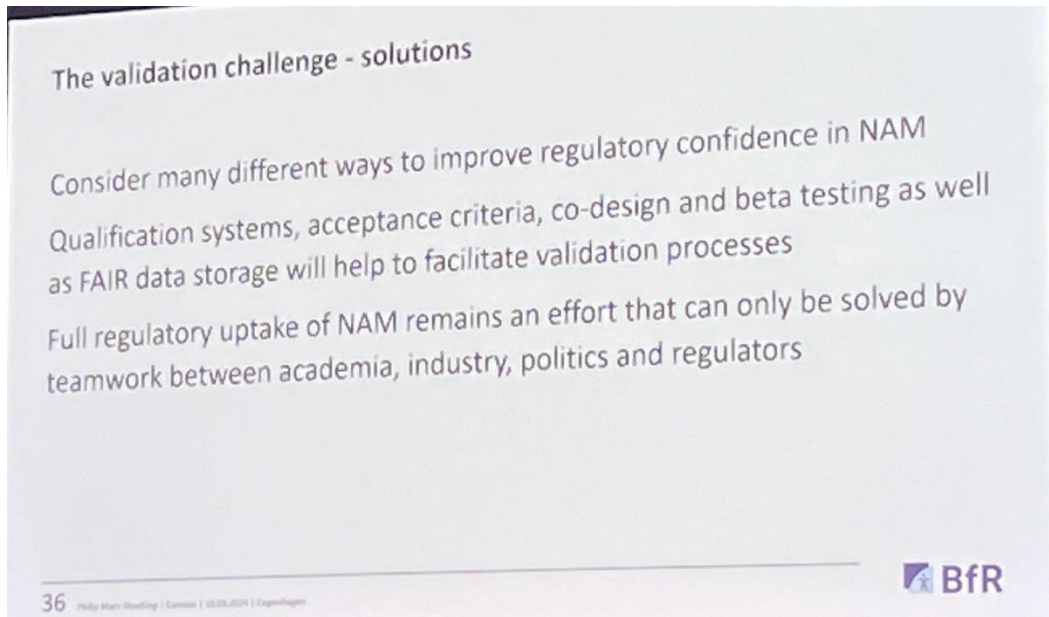 The validation challenge - solutions
Consider many different ways to improve regulatory confidence in NAM
Qualification systems, acceptance criteria, co-design and beta testing as well
as FAIR data storage will help to facilitate validation processes
Full regulatory uptake of NAM remains an effort that can only be solved by
teamwork between academia, industry, politics and regulators
36
BfR